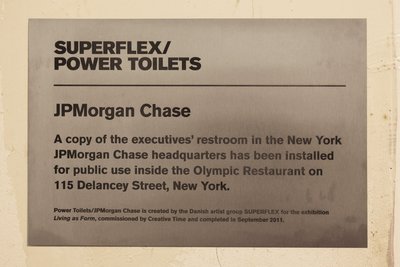 SUPERFLEX/
POWER TOILETS
JPMorgan Chase
A copy of the executives' restroom in the New York
JPMorgan Chase headquarters has been installed
for public use inside the Olympic Restaurant on
115 Delancey Street, New York.
Power Toilets/JPMorgan Chase is created by the Danish artist group SUPERFLEX for the exhibition
Living as Form, commissioned by Creative Time and completed in September 2011.